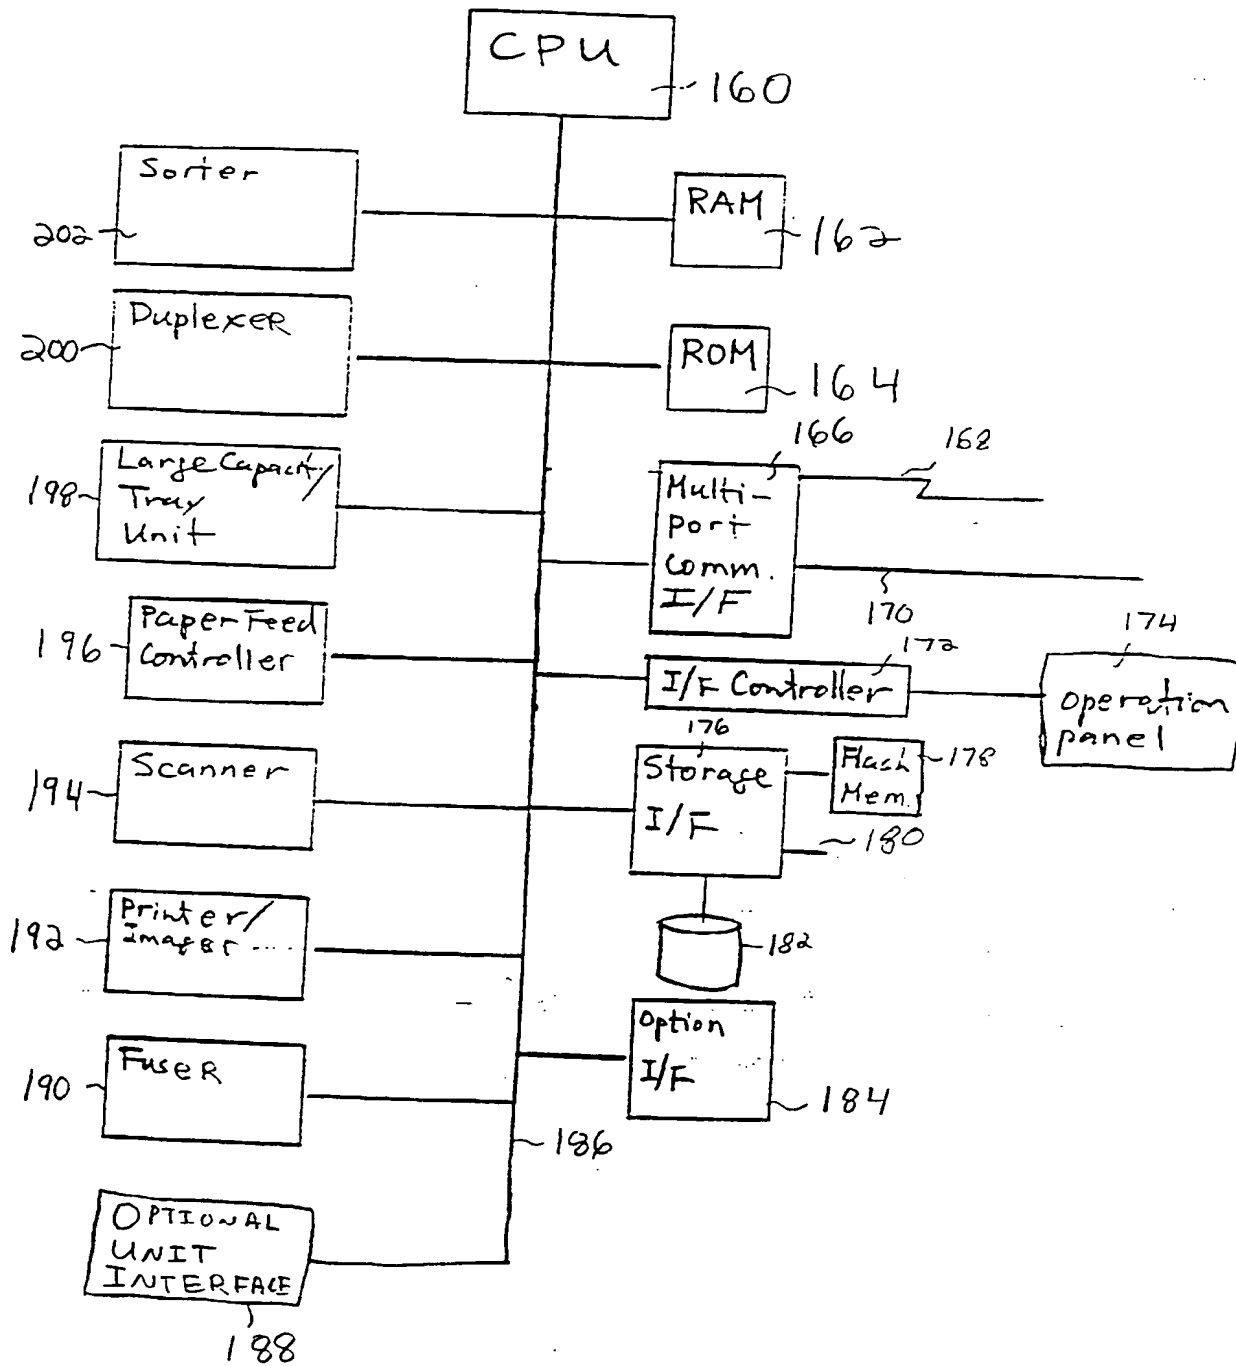 CPU
160
Sorter
202
RAM
162
Duplexer
200
ROM
164
166
168
Large Capacity
Tray
Unit
198
Multi-
port
Comm.
I/F
170
Paper Feed
Controller
196
172
174
I/F Controller
operation
panel
176
Scanner
194
Storage
I/F
Flash
Mem.
178
180
182
Printer/
Imager
192
Option
I/F
184
Fuser
190
186
OPTIONAL
UNIT
INTERFACE
188